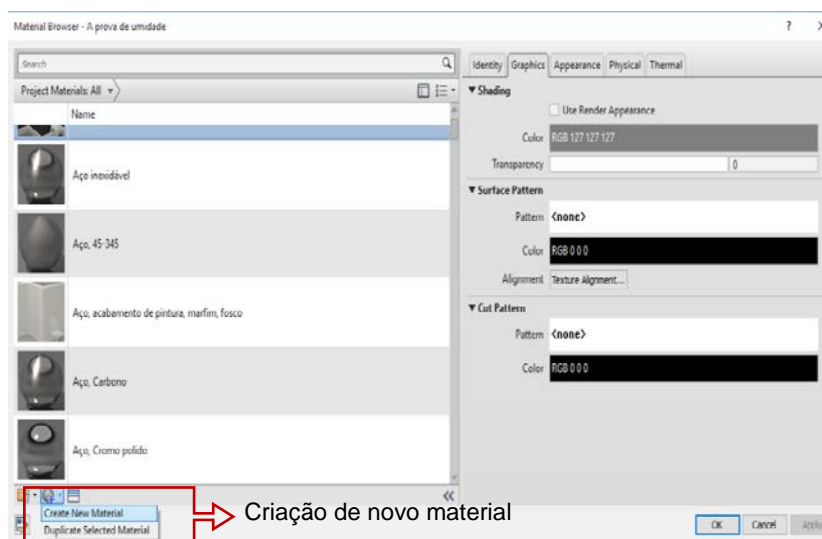 Material Browser - A prova de umidade
?
X
Search
Identity Graphics Appearance Physical Thermal
Project Materials: All
Name
Aço inoxidável
Aço, 45-345
Aço, acabamento de pintura, marfim, fosco
Aço, Carbono
Aço, Cromo polido
Shading
Use Render Appearance
Color RGB 127 127 127
Transparency 0
Surface Pattern
Pattern <none>
Color RGB 0 0 0
Alignment Texture Alignment...
Cut Pattern
Pattern <none>
Color RGB 0 0 0
Create New Material
Duplicate Selected Material
Criação de novo material
OK Cancel Apply